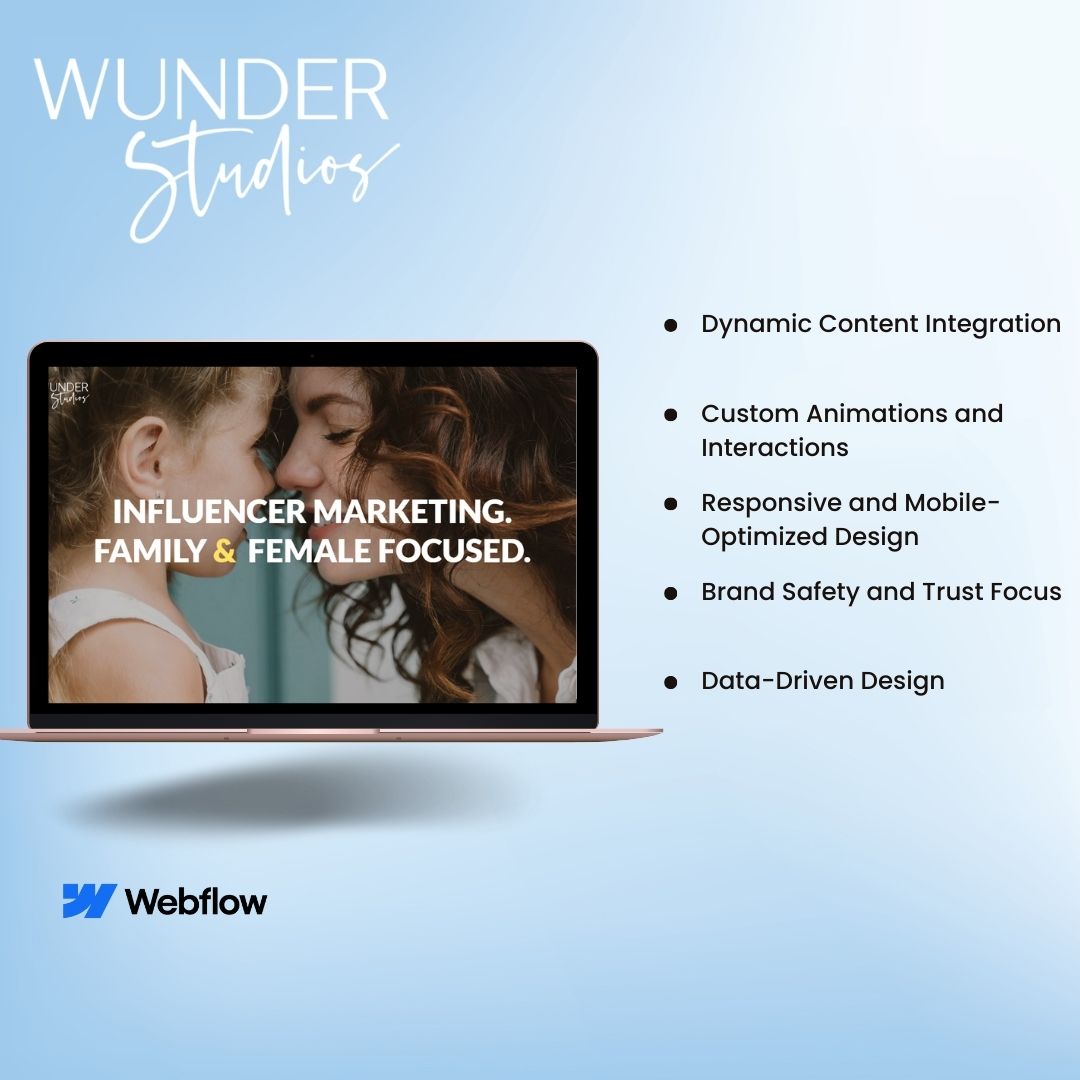 WUNDER
Studios
UNDER
Studios
INFLUENCER MARKETING.
FAMILY & FEMALE FOCUSED.
Dynamic Content Integration
Custom Animations and
Interactions
Responsive and Mobile-
Optimized Design
Brand Safety and Trust Focus
Data-Driven Design
Webflow